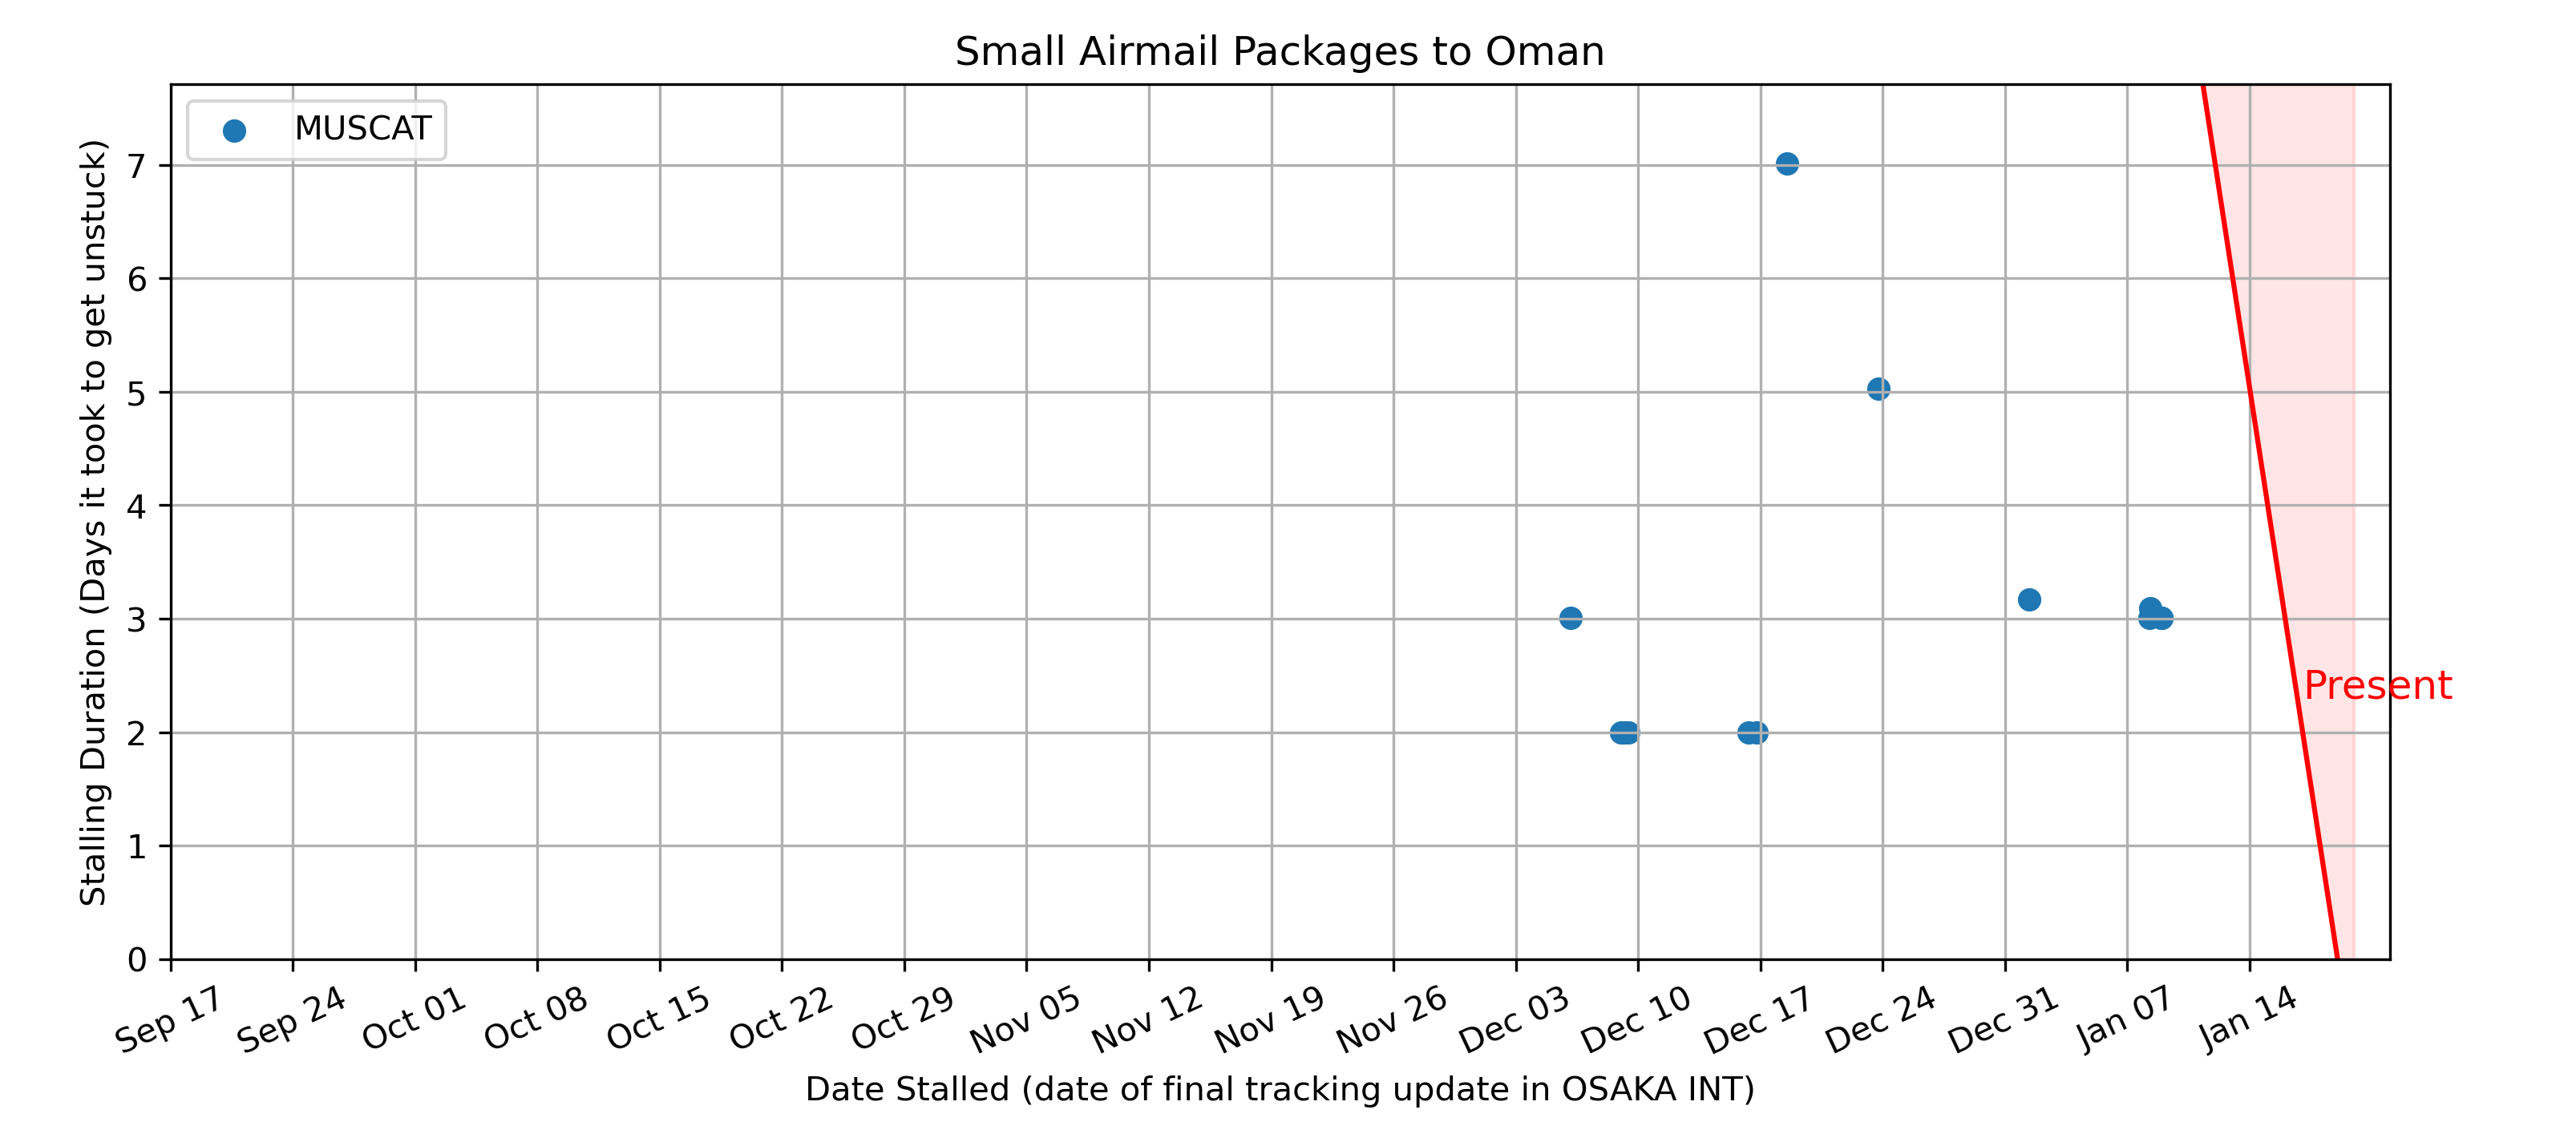 Small Airmail Packages to Oman
MUSCAT
Stalling Duration (Days it took to get unstuck)
7
6
5
4
3
2
1
0
Present
Sep 17
Sep 24
Oct 01
Oct 08
Oct 15
Oct 22
Oct 29
Nov 05
Nov 12
Nov 19
Nov 26
Dec 03
Dec 10
Dec 17
Dec 24
Dec 31
Jan 07
Jan 14
Date Stalled (date of final tracking update in OSAKA INT)